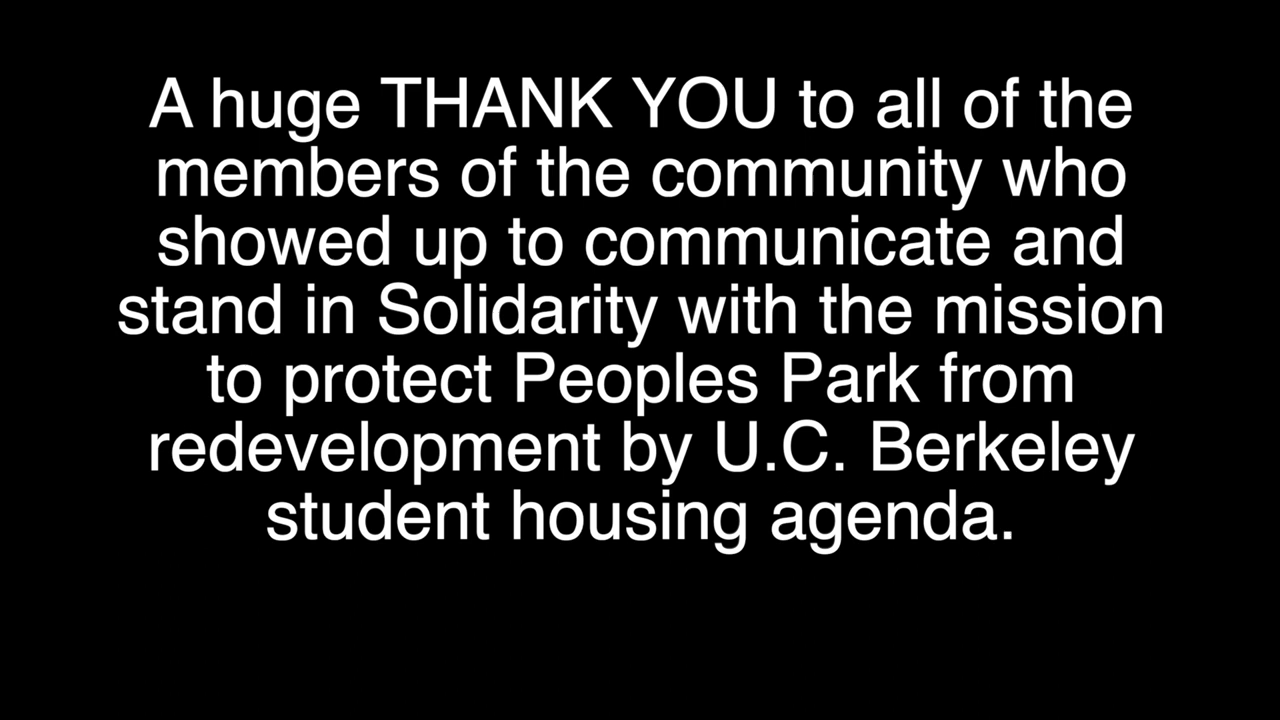 A huge THANK YOU to all of the
members of the community who
showed up to communicate and
stand in Solidarity with the mission
to protect Peoples Park from
redevelopment by U.C. Berkeley
student housing agenda.